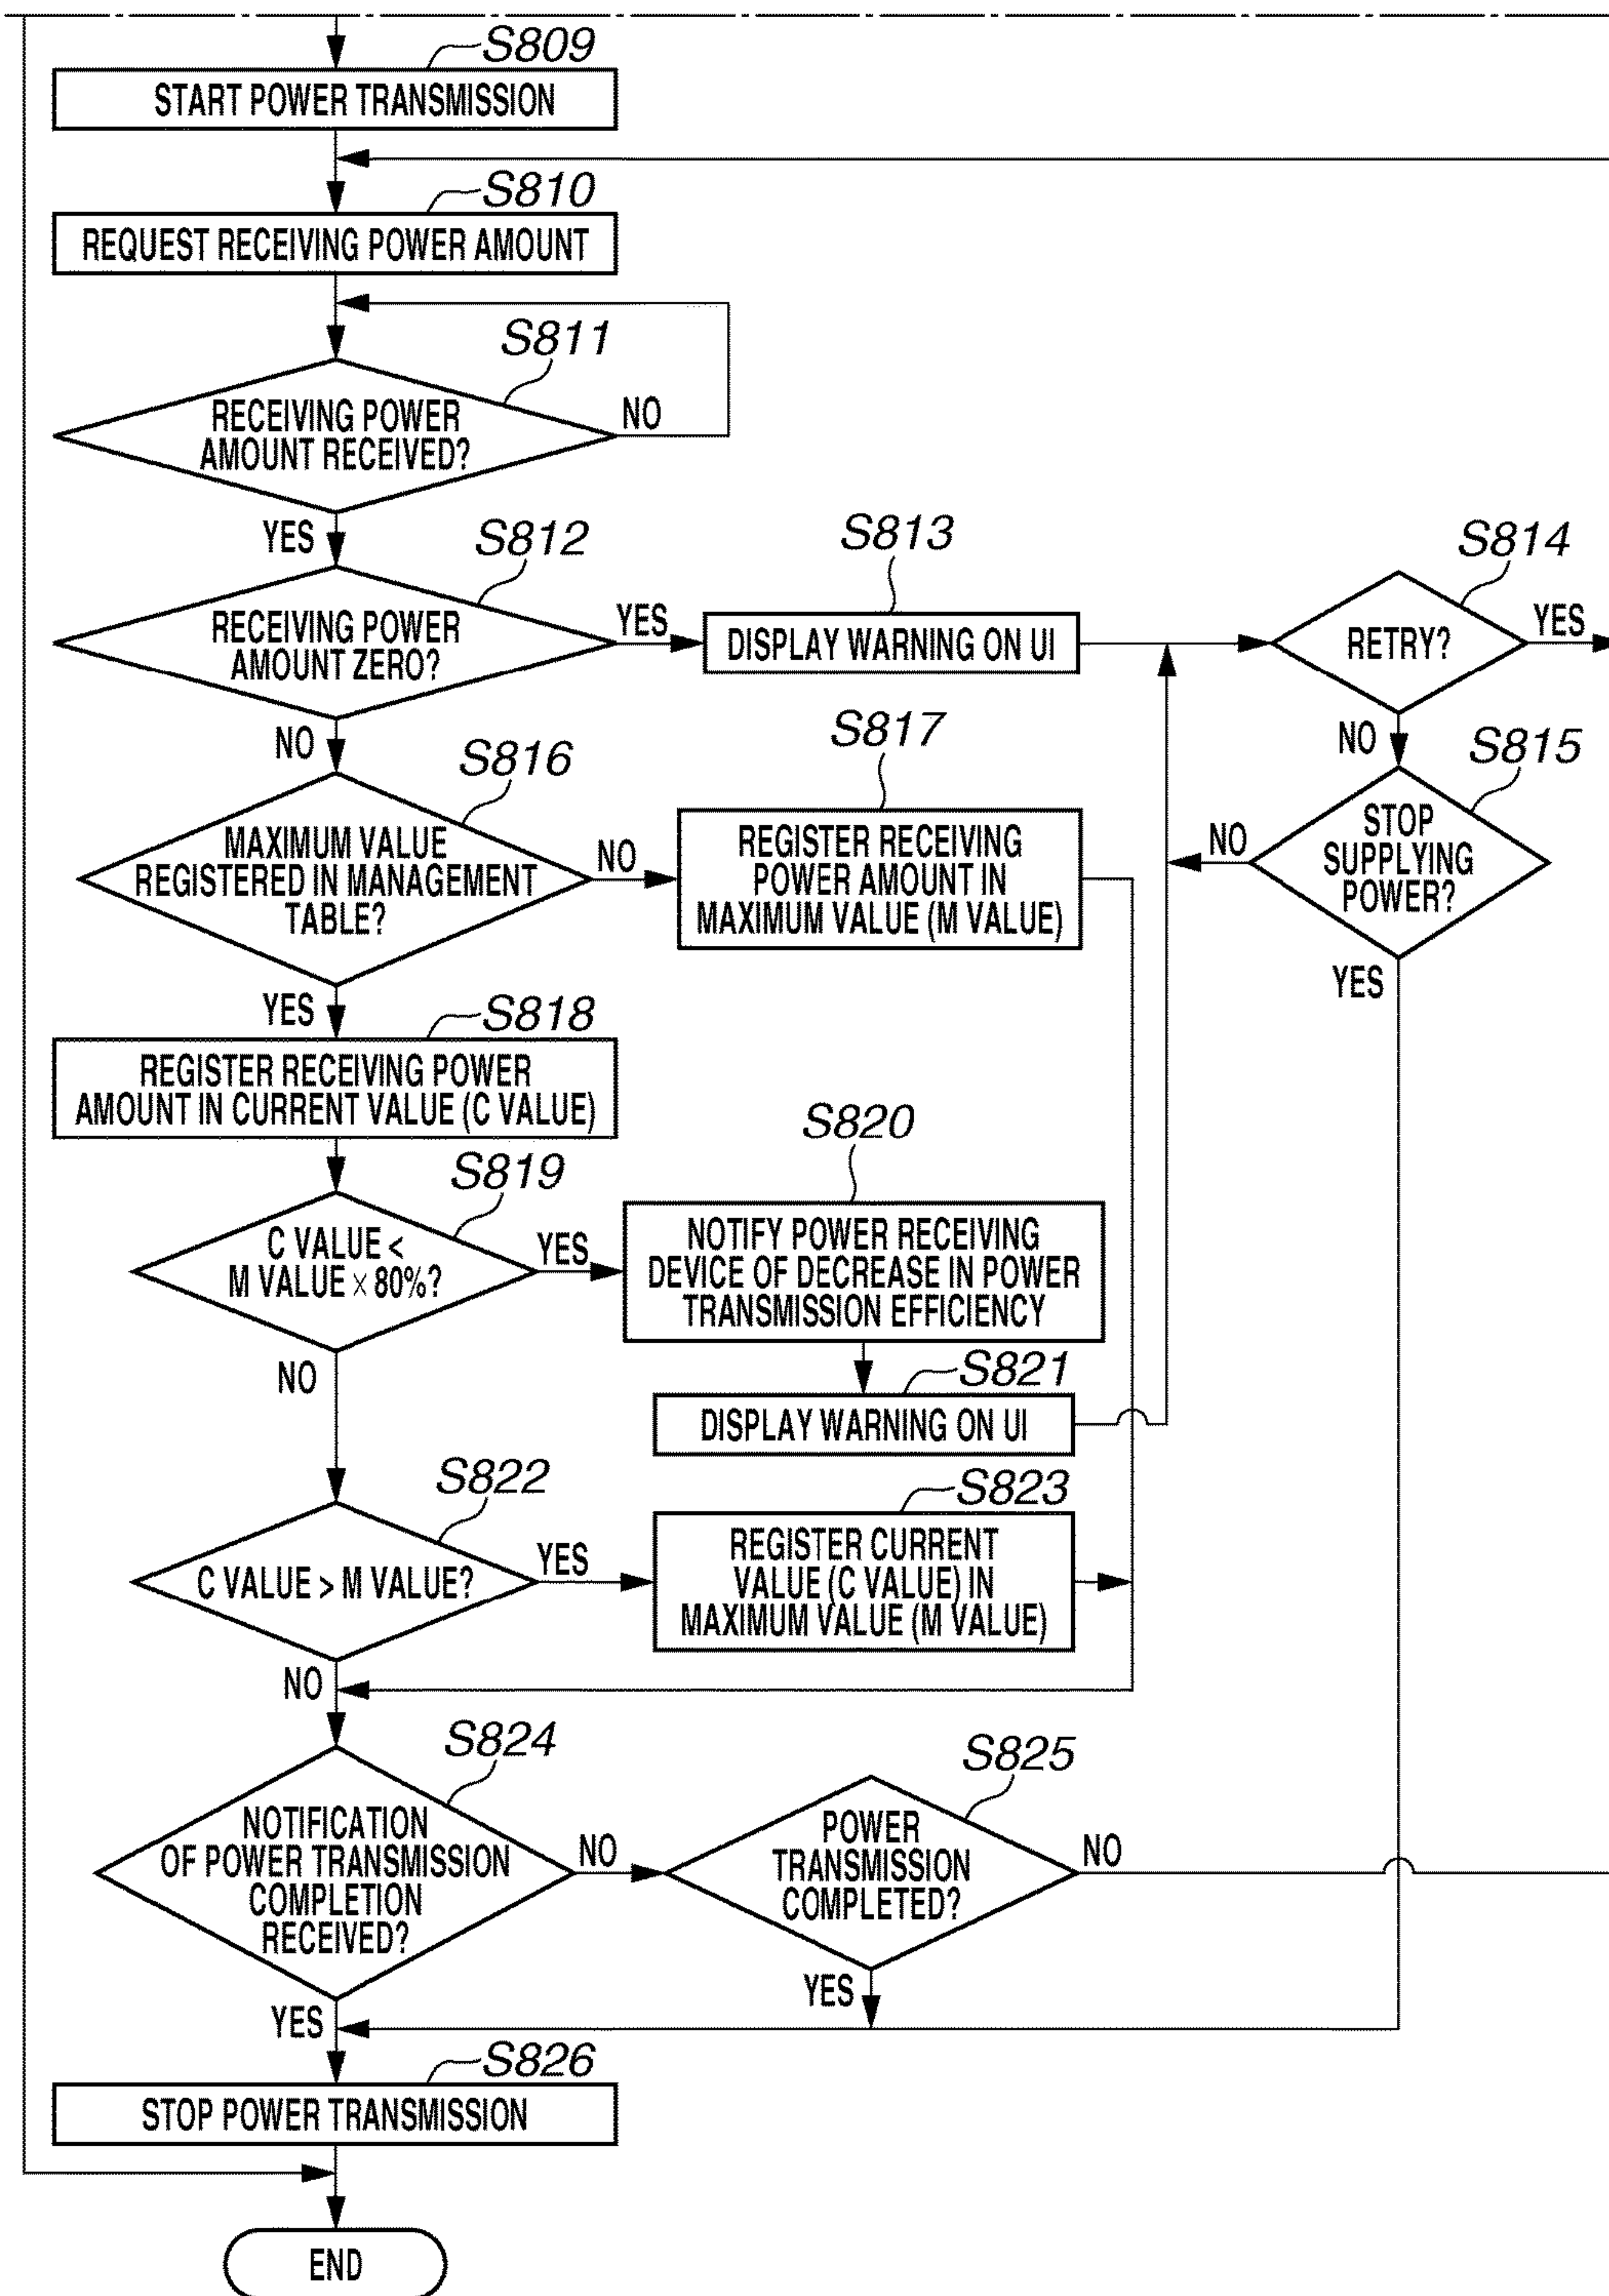 S809
START POWER TRANSMISSION
S810
REQUEST RECEIVING POWER AMOUNT
S811
RECEIVING POWER
AMOUNT RECEIVED?
NO
YES
S812
RECEIVING POWER
AMOUNT ZERO?
YES
S813
DISPLAY WARNING ON UI
S814
RETRY?
YES
NO
NO
S815
STOP
SUPPLYING
POWER?
NO
YES
S816
MAXIMUM VALUE
REGISTERED IN MANAGEMENT
TABLE?
NO
S817
REGISTER RECEIVING
POWER AMOUNT IN
MAXIMUM VALUE (M VALUE)
YES
S818
REGISTER RECEIVING POWER
AMOUNT IN CURRENT VALUE (C VALUE)
S819
C VALUE <
M VALUE × 80%?
YES
S820
NOTIFY POWER RECEIVING
DEVICE OF DECREASE IN POWER
TRANSMISSION EFFICIENCY
NO
S821
DISPLAY WARNING ON UI
S822
C VALUE > M VALUE?
YES
S823
REGISTER CURRENT
VALUE (C VALUE) IN
MAXIMUM VALUE (M VALUE)
NO
S824
NOTIFICATION
OF POWER TRANSMISSION
COMPLETION
RECEIVED?
NO
S825
POWER
TRANSMISSION
COMPLETED?
NO
YES
YES
S826
STOP POWER TRANSMISSION
END